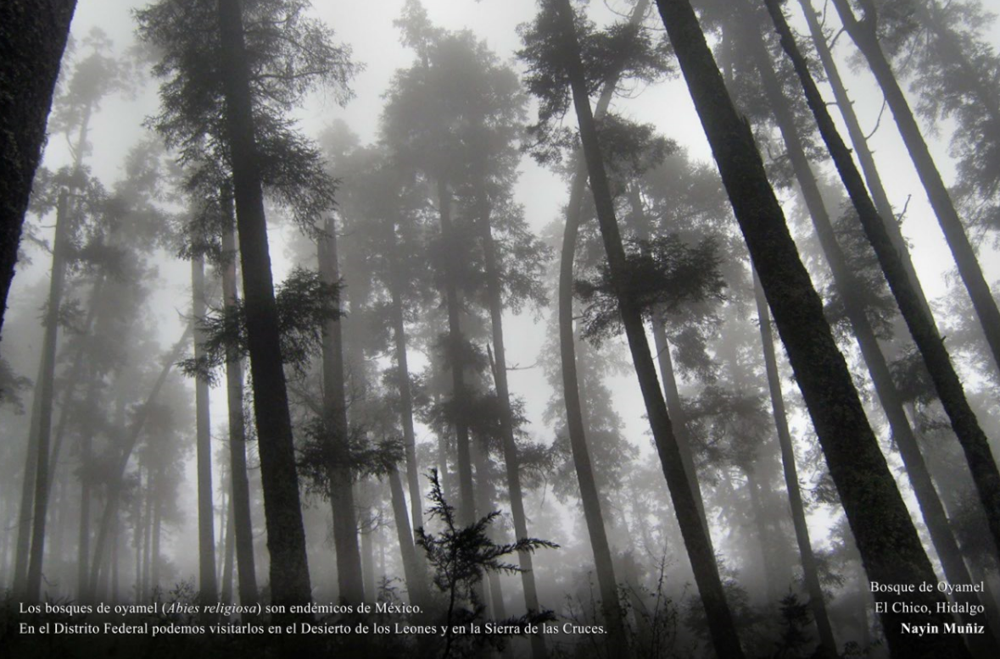 Los bosques de oyamel (Abies religiosa) son endémicos de México.
En el Distrito Federal podemos visitarlos en el Desierto de los Leones y en la Sierra de las Cruces.
Bosque de Oyamel
El Chico, Hidalgo
Nayin Muñiz